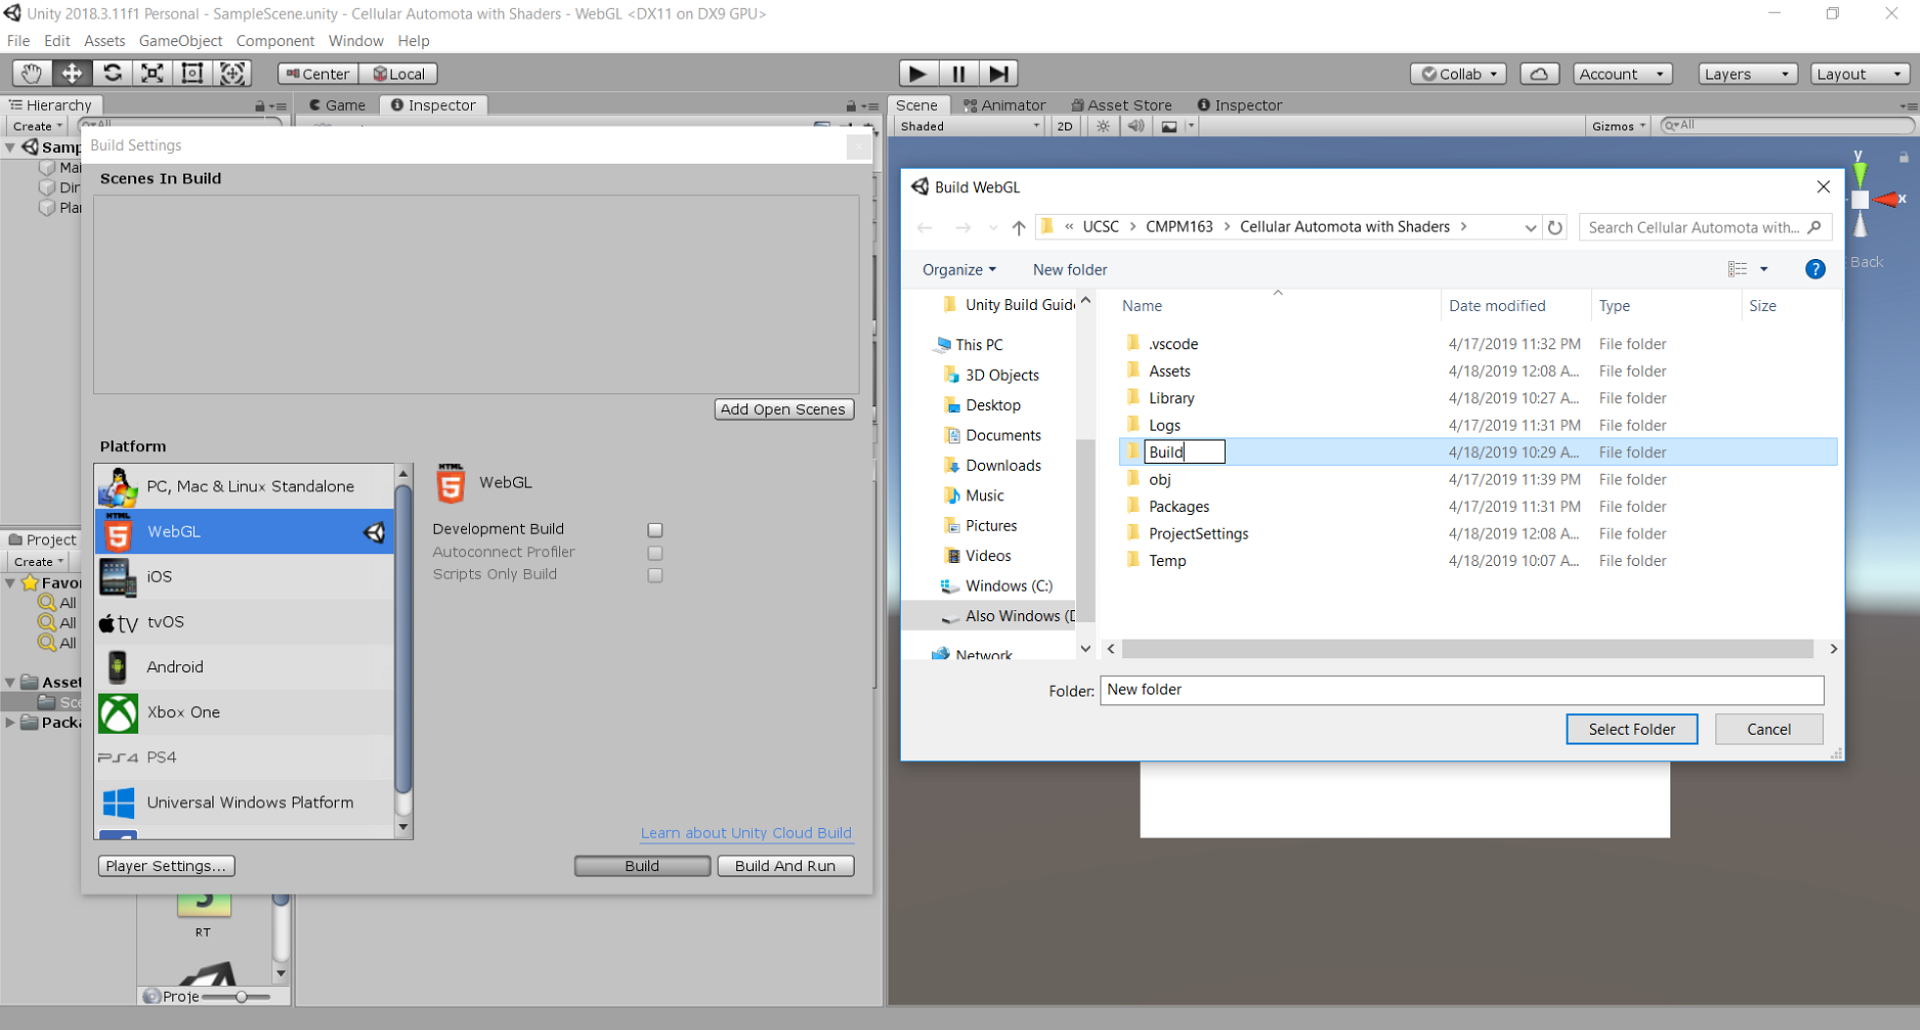 Unity 2018.3.11f1 Personal - SampleScene.unity - Cellular Automota with Shaders - WebGL <DX11 on DX9 GPU>
File Edit Assets GameObject Component Window Help
Center Local
Collab Account Layers Layout
Hierarchy
Game
Inspector
Scene
Animator
Asset Store
Inspector
Create
All
Shaded
2D
Gizmos
All
Samp
Mai
Dir
Plan
Build Settings
Scenes In Build
Add Open Scenes
Platform
PC, Mac & Linux Standalone
WebGL
iOS
tv tvOS
Android
Xbox One
PS4 PS4
Universal Windows Platform
HTML
5
WebGL
Development Build
Autoconnect Profiler
Scripts Only Build
Learn about Unity Cloud Build
Player Settings...
Build
Build And Run
Project
Create
Favo
All
All
All
Asset
Sce
Packa
RT
Proje
y
x
Back
Build WebGL
« UCSC > CMPM163 > Cellular Automota with Shaders >
Search Cellular Automota with...
Organize
New folder
?
Unity Build Guid
This PC
3D Objects
Desktop
Documents
Downloads
Music
Pictures
Videos
Windows (C:)
Also Windows (D
Network
Name Date modified Type Size
.vscode 4/17/2019 11:32 PM File folder
Assets 4/18/2019 12:08 A... File folder
Library 4/18/2019 10:27 A... File folder
Logs 4/17/2019 11:31 PM File folder
Build 4/18/2019 10:29 A... File folder
obj 4/17/2019 11:39 PM File folder
Packages 4/17/2019 11:31 PM File folder
ProjectSettings 4/18/2019 12:08 A... File folder
Temp 4/18/2019 10:07 A... File folder
Folder: New folder
Select Folder
Cancel